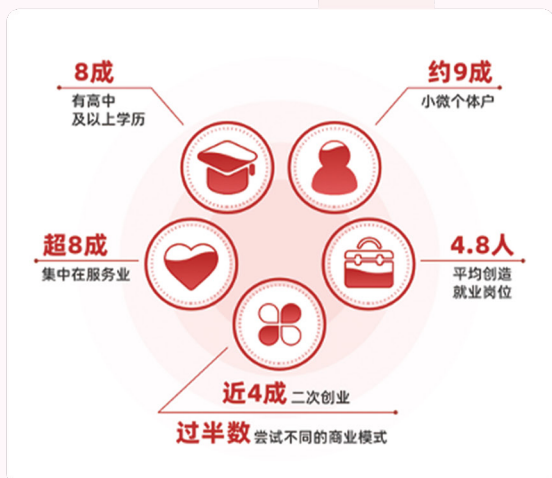 8成
有高中
及以上学历
约9成
小微个体户
超8成
集中在服务业
4.8人
平均创造
就业岗位
近4成 二次创业
过半数 尝试不同的商业模式